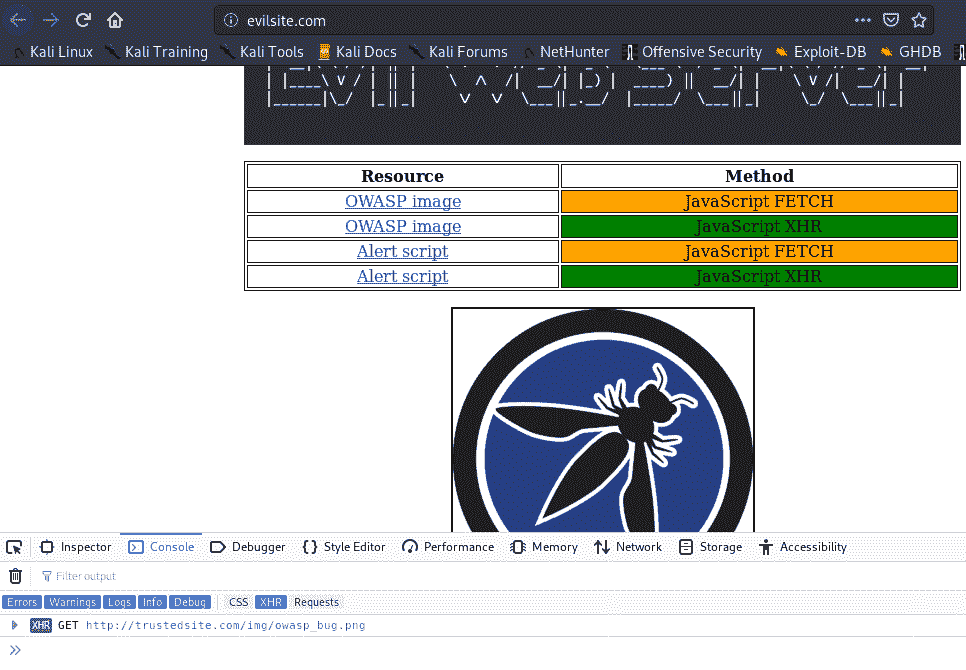 evilsite.com
Kali Linux Kali Training Kali Tools Kali Docs Kali Forums NetHunter Offensive Security Exploit-DB GHDB
Resource Method
OWASP image JavaScript FETCH
OWASP image JavaScript XHR
Alert script JavaScript FETCH
Alert script JavaScript XHR
Inspector Console Debugger {} Style Editor Performance Memory Network Storage Accessibility
Filter output
Errors Warnings Logs Info Debug CSS XHR Requests
XHR GET http://trustedsite.com/img/owasp_bug.png
>>